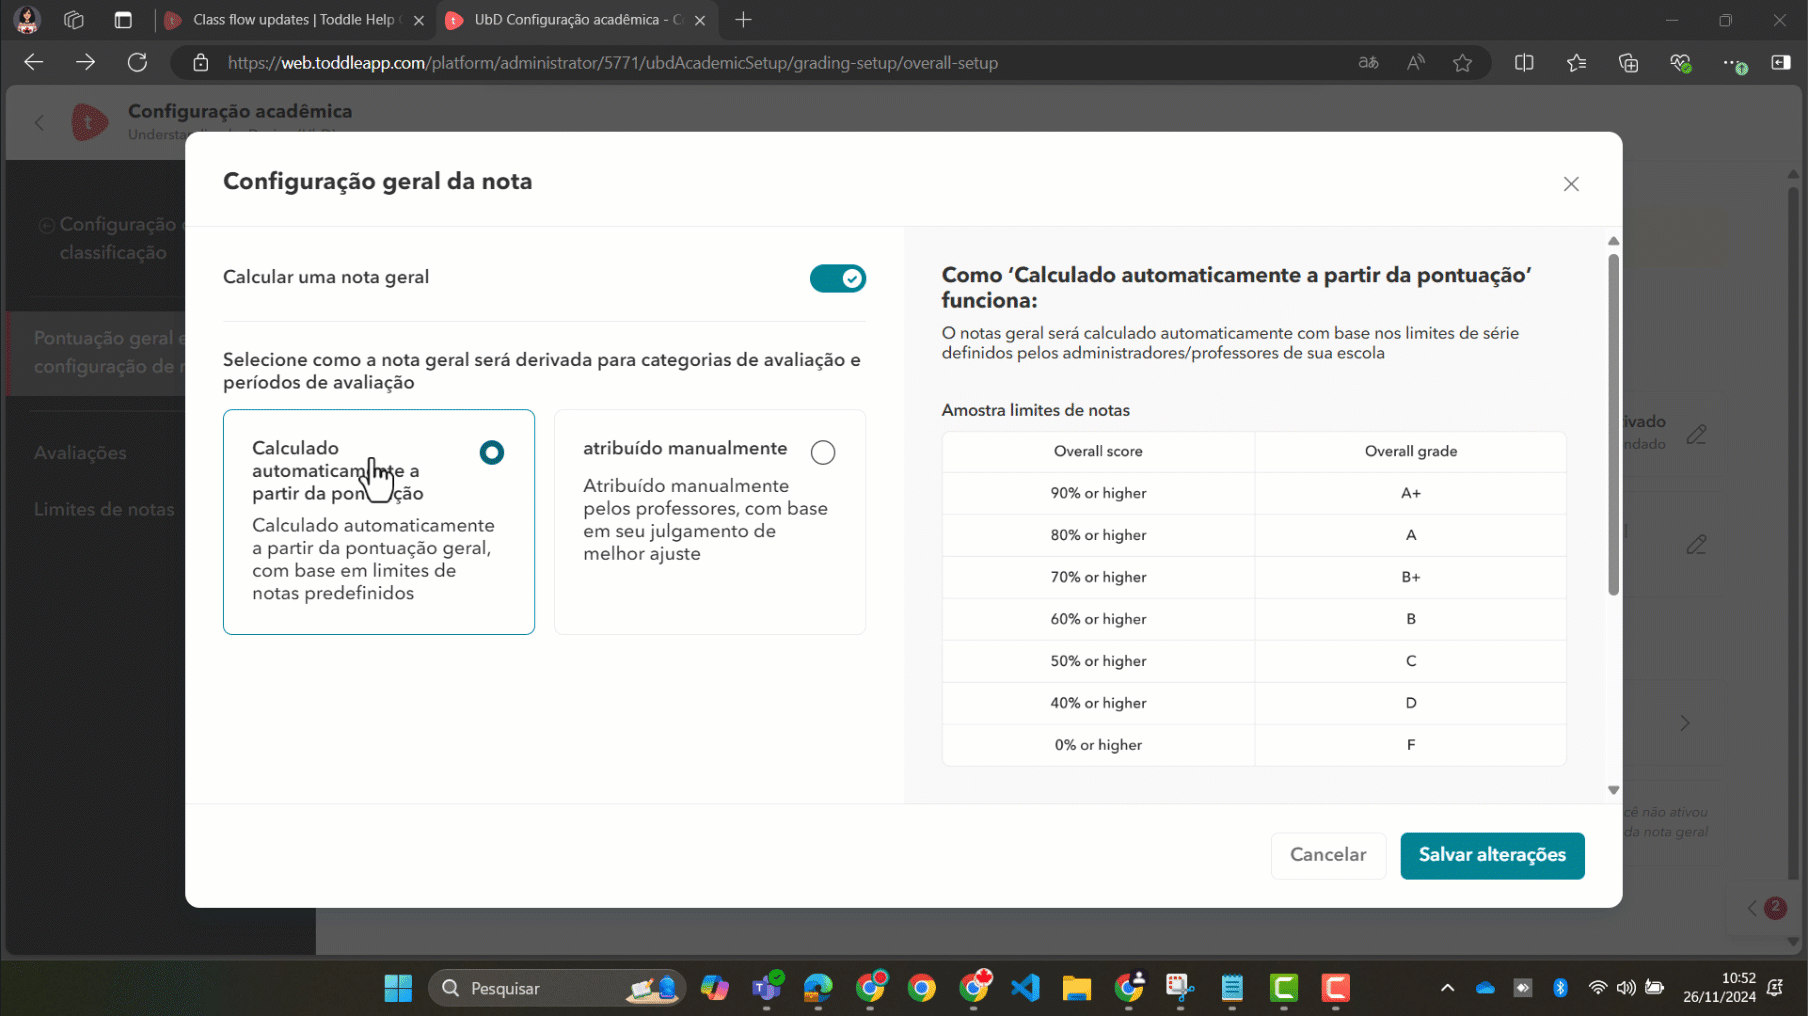 Class flow updates | Toddle Help
UbD Configuração acadêmica - C
https://web.toddleapp.com/platform/administrator/5771/ubdAcademicSetup/grading-setup/overall-setup
Configuração acadêmica
Configuração
classificação
Pontuação geral e
configuração de
Avaliações
Limites de notas
Configuração geral da nota
Calcular uma nota geral
Selecione como a nota geral será derivada para categorias de avaliação e
períodos de avaliação
Calculado
automaticamente a
partir da pontuação
Calculado automaticamente
a partir da pontuação geral,
com base em limites de
notas predefinidos
atribuído manualmente
Atribuído manualmente
pelos professores, com base
em seu julgamento de
melhor ajuste
Como ‘Calculado automaticamente a partir da pontuação’
funciona:
O notas geral será calculado automaticamente com base nos limites de série
definidos pelos administradores/professores de sua escola
Amostra limites de notas
Overall score Overall grade
90% or higher A+
80% or higher A
70% or higher B+
60% or higher B
50% or higher C
40% or higher D
0% or higher F
Cancelar
Salvar alterações
ivado
ndado
cê não ativou
da nota geral
2
Pesquisar
10:52
26/11/2024